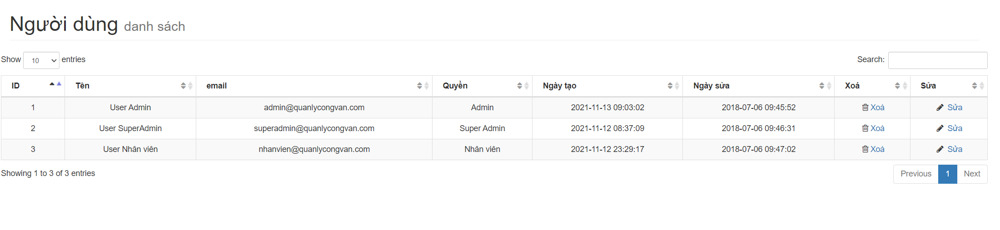 Người dùng danh sách
Show 10 entries
Search:
ID Tên email Quyền Ngày tạo Ngày sửa Xoá Sửa
1 User Admin admin@quanlycongvan.com Admin 2021-11-13 09:03:02 2018-07-06 09:45:52 Xoá Sửa
2 User SuperAdmin superadmin@quanlycongvan.com Super Admin 2021-11-12 08:37:09 2018-07-06 09:46:31 Xoá Sửa
3 User Nhân viên nhanvien@quanlycongvan.com Nhân viên 2021-11-12 23:29:17 2018-07-06 09:47:02 Xoá Sửa
Showing 1 to 3 of 3 entries
Previous 1 Next